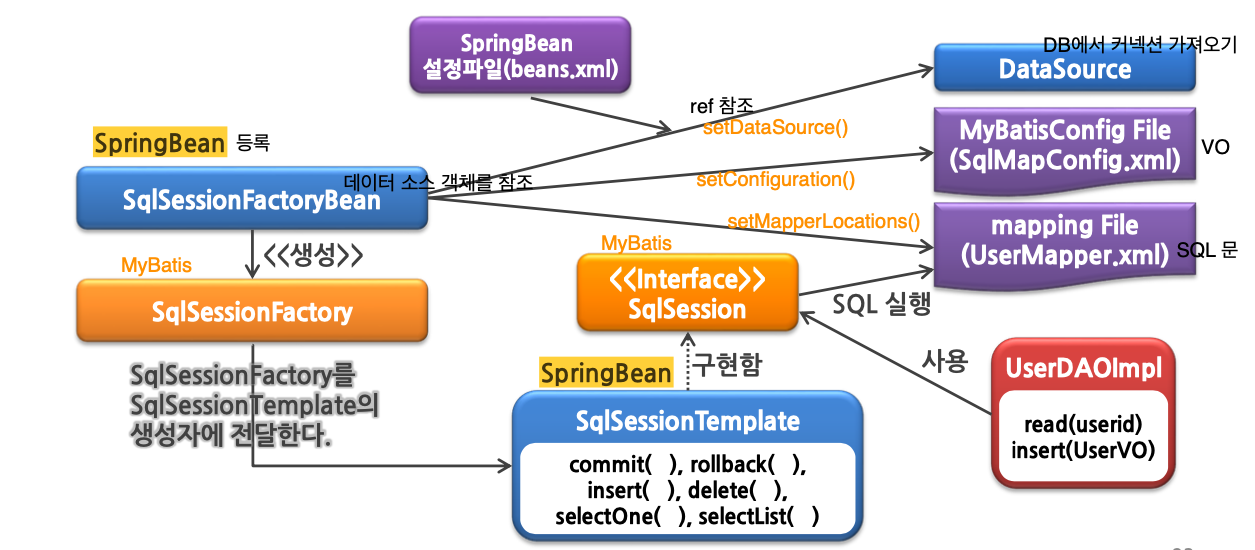 SpringBean
설정파일(beans.xml)
DB에서 커넥션 가져오기
DataSource
ref 참조
setDataSource()
MyBatisConfig File
(SqlMapConfig.xml)
VO
SpringBean 등록
데이터 소스 객체를 참조
SqlSessionFactoryBean
setConfiguration()
setMapperLocations()
mapping File
(UserMapper.xml)
SQL 문
<<생성>>
MyBatis
SqlSessionFactory
MyBatis
<<Interface>>
SqlSession
SQL 실행
SqlSessionFactory를
SqlSessionTemplate의
생성자에 전달한다.
구현함
사용
UserDAOImpl
read(userid)
insert(UserVO)
SpringBean
SqlSessionTemplate
commit( ), rollback( ),
insert( ), delete( ),
selectOne( ), selectList( )